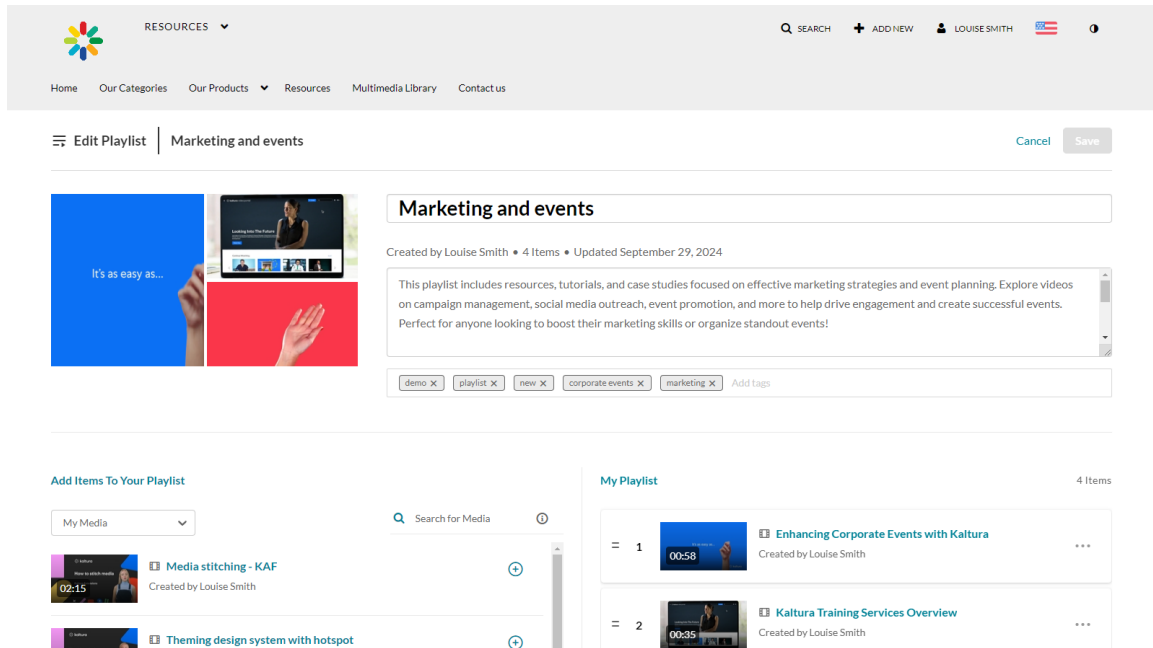 RESOURCES
SEARCH
ADD NEW
LOUISE SMITH
Home Our Categories Our Products Resources Multimedia Library Contact us
Edit Playlist Marketing and events
Cancel Save
It's as easy as...
Looking Into The Future
Marketing and events
Created by Louise Smith • 4 Items • Updated September 29, 2024
This playlist includes resources, tutorials, and case studies focused on effective marketing strategies and event planning. Explore videos
on campaign management, social media outreach, event promotion, and more to help drive engagement and create successful events.
Perfect for anyone looking to boost their marketing skills or organize standout events!
demo playlist new corporate events marketing Add tags
Add Items To Your Playlist
My Media
Search for Media
02:15
Media stitching - KAF
Created by Louise Smith
Theming design system with hotspot
My Playlist
4 Items
1
00:58
Enhancing Corporate Events with Kaltura
Created by Louise Smith
2
00:35
Kaltura Training Services Overview
Created by Louise Smith